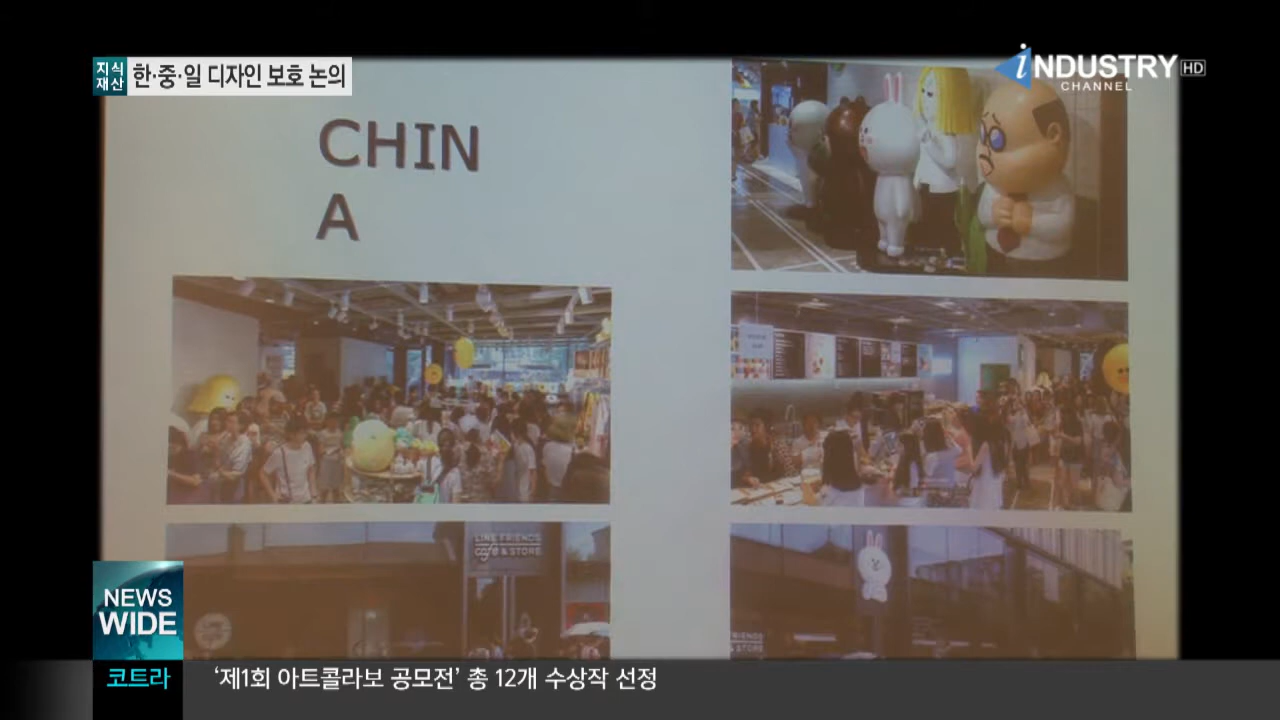 지식
재산
한·중·일 디자인 보호 논의
iNDUSTRY HD
CHANNEL
CHIN
A
LINE FRIENDS
cafe & STORE
FRIENDS
& STORE
NEWS
WIDE
코트라
‘제1회 아트콜라보 공모전’ 총 12개 수상작 선정